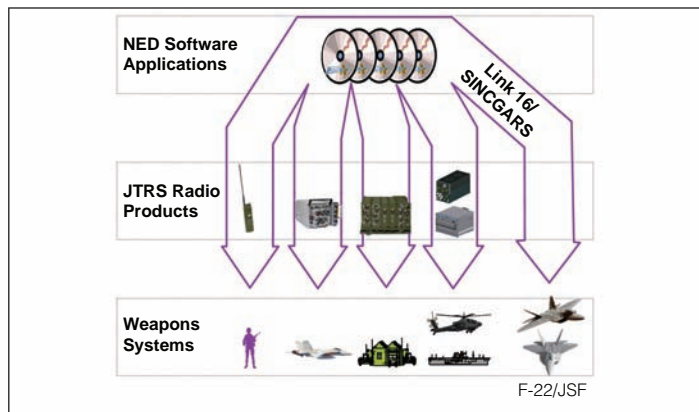 NED Software
Applications
Link 16/
SINCGARS
JTRS Radio
Products
Weapons
Systems
F-22/JSF